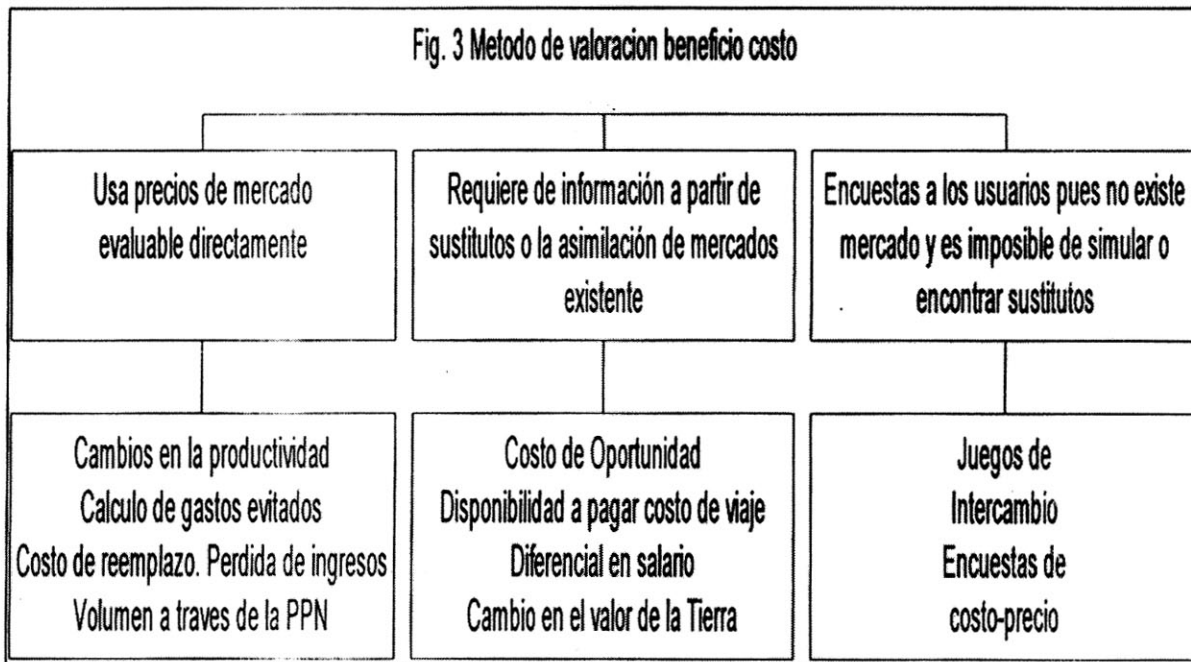 Fig. 3 Metodo de valoracion beneficio costo
Usa precios de mercado
evaluable directamente
Requiere de información a partir de
sustitutos o la asimilación de mercados
existente
Encuestas a los usuarios pues no existe
mercado y es imposible de simular o
encontrar sustitutos
Cambios en la productividad
Calculo de gastos evitados
Costo de reemplazo. Perdida de ingresos
Volumen a traves de la PPN
Costo de Oportunidad
Disponibilidad a pagar costo de viaje
Diferencial en salario
Cambio en el valor de la Tierra
Juegos de
Intercambio
Encuestas de
costo-precio